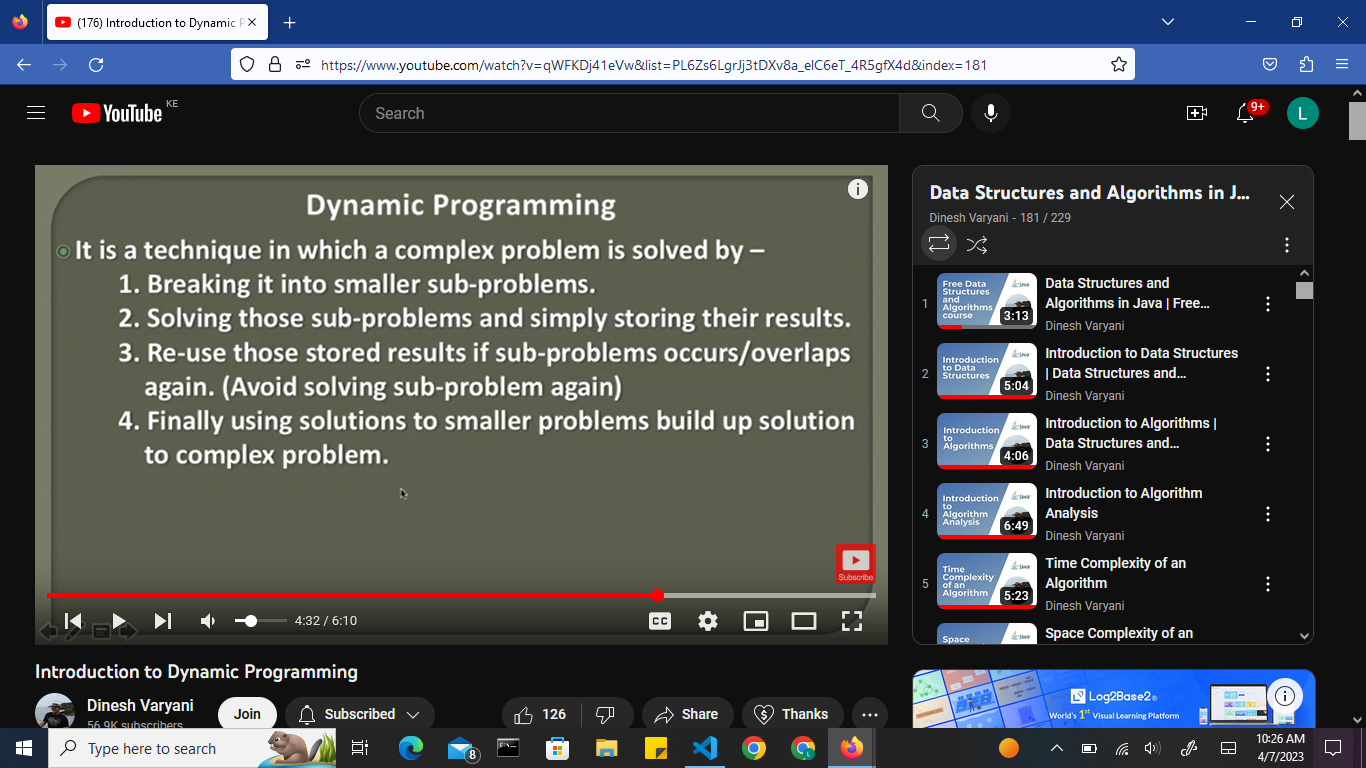 (176) Introduction to Dynamic P
https://www.youtube.com/watch?v=qWFKDj41eVw&list=PL6Zs6LgrJj3tDXv8a_elC6eT_4R5gfX4d&index=181
YouTube KE
Search
9+
L
Dynamic Programming
It is a technique in which a complex problem is solved by –
1. Breaking it into smaller sub-problems.
2. Solving those sub-problems and simply storing their results.
3. Re-use those stored results if sub-problems occurs/overlaps
again. (Avoid solving sub-problem again)
4. Finally using solutions to smaller problems build up solution
to complex problem.
Subscribe
4:32 / 6:10
CC
Introduction to Dynamic Programming
Dinesh Varyani
56.9K subscribers
Join
Subscribed
126
Share
Thanks
Data Structures and Algorithms in J...
Dinesh Varyani - 181 / 229
1
Free Data
Structures
and
Algorithms
course
3:13
Data Structures and
Algorithms in Java | Free...
Dinesh Varyani
2
Introduction
to Data
Structures
5:04
Introduction to Data Structures
| Data Structures and...
Dinesh Varyani
3
Introduction
to
Algorithms
4:06
Introduction to Algorithms |
Data Structures and...
Dinesh Varyani
4
Introduction
to
Algorithm
Analysis
6:49
Introduction to Algorithm
Analysis
Dinesh Varyani
5
Time
Complexity
of an
Algorithm
5:23
Time Complexity of an
Algorithm
Dinesh Varyani
Space
Space Complexity of an
Log2Base2®
World's 1st Visual Learning Platform
Type here to search
8
10:26 AM
4/7/2023